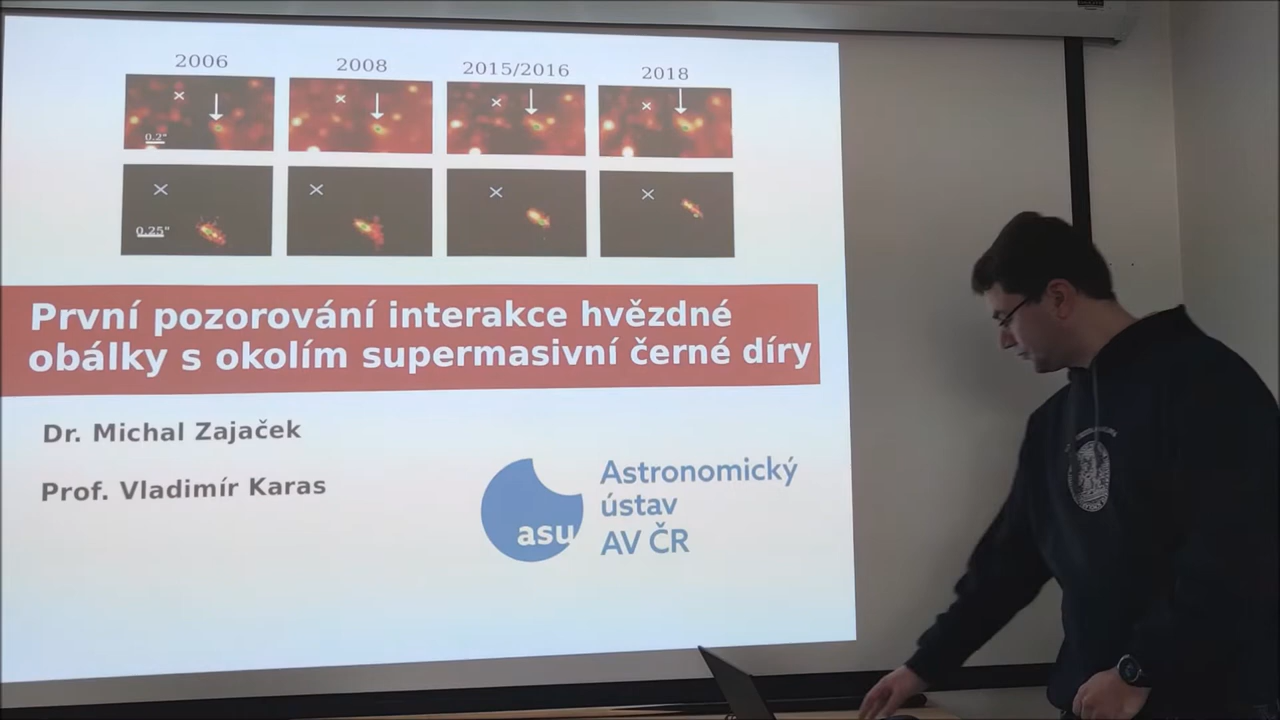 2006 2008 2015/2016 2018
0.2"
0.25"
První pozorování interakce hvězdné
obálky s okolím supermasivní černé díry
Dr. Michal Zajaček
Prof. Vladimír Karas
asu
Astronomický
ústav
AV ČR